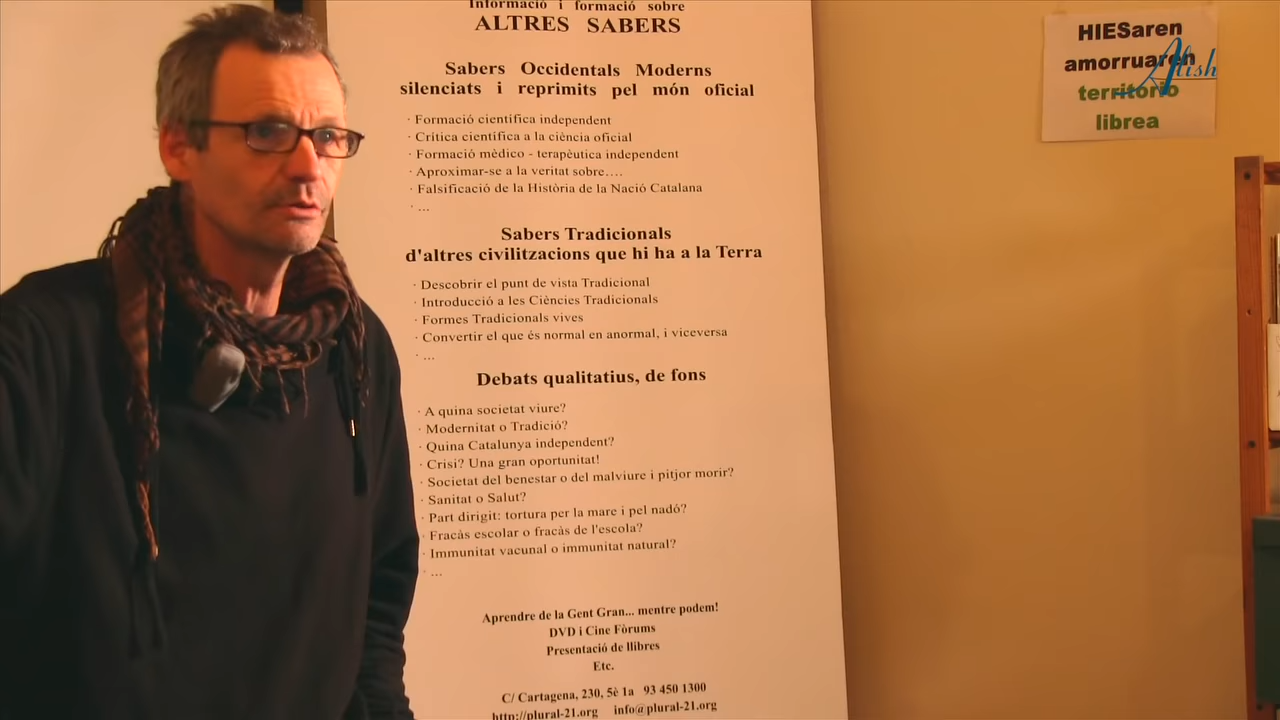 Informació i formació sobre
ALTRES SABERS
Sabers Occidentals Moderns
silenciats i reprimits pel món oficial
· Formació científica independent
· Crítica científica a la ciència oficial
· Formació mèdico - terapèutica independent
· Aproximar-se a la veritat sobre....
· Falsificació de la Història de la Nació Catalana
· ...
Sabers Tradicionals
d'altres civilitzacions que hi ha a la Terra
· Descobrir el punt de vista Tradicional
· Introducció a les Ciències Tradicionals
· Formes Tradicionals vives
· Convertir el que és normal en anormal, i viceversa
· ...
Debats qualitatius, de fons
· A quina societat viure?
· Modernitat o Tradició?
· Quina Catalunya independent?
· Crisi? Una gran oportunitat!
· Societat del benestar o del malviure i pitjor morir?
· Sanitat o Salut?
· Part dirigit: tortura per la mare i pel nadó?
· Fracàs escolar o fracàs de l'escola?
· Immunitat vacunal o immunitat natural?
· ...
Aprendre de la Gent Gran... mentre podem!
DVD i Cine Fòrums
Presentació de llibres
Etc.
C/ Cartagena, 230, 5è 1a 93 450 1300
http://plural-21.org info@plural-21.org
HIESaren
amorruaren
territorio
librea
Alish